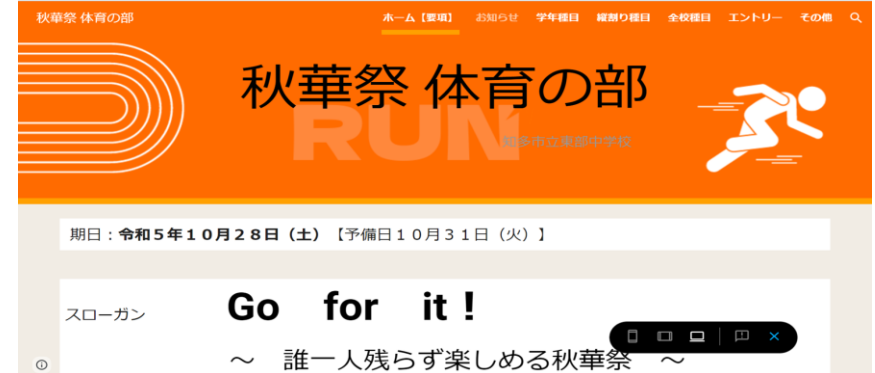 秋華祭 体育の部
ホーム【要項】 お知らせ 学年種目 縦割り種目 全校種目 エントリー その他
秋華祭 体育の部
RUN
知多市立東部中学校
期日：令和５年１０月２８日（土）【予備日１０月３１日（火）】
スローガン
Go for it！
～ 誰一人残らず楽しめる秋華祭 ～